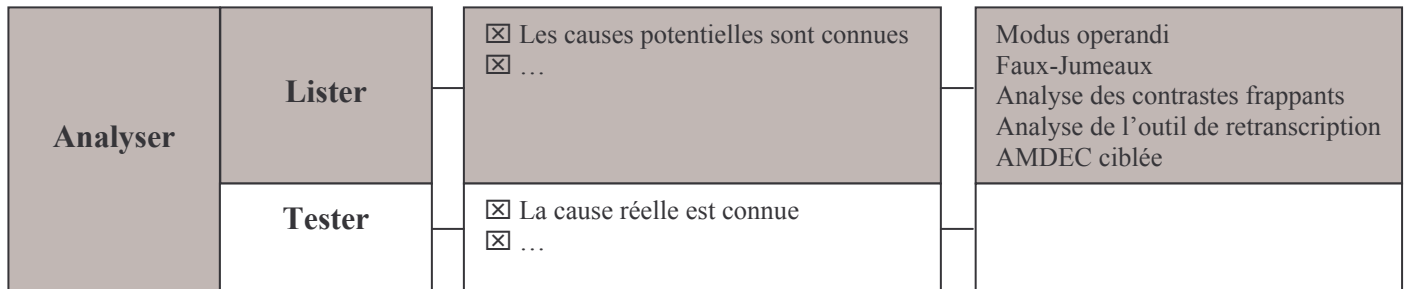 Analyser
Lister
☒ Les causes potentielles sont connues
☒ …
Modus operandi
Faux-Jumeaux
Analyse des contrastes frappants
Analyse de l’outil de retranscription
AMDEC ciblée
Tester
☒ La cause réelle est connue
☒ …